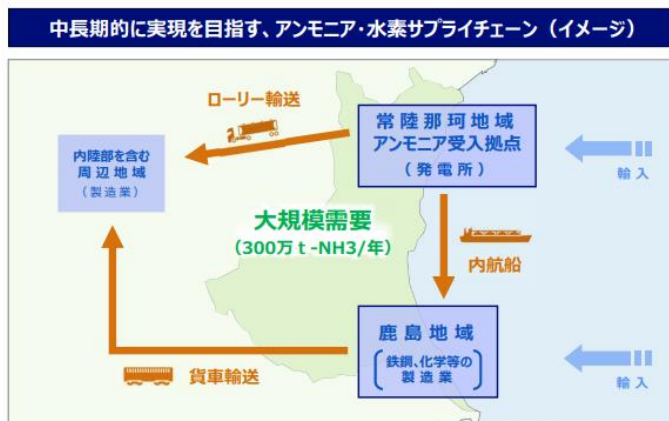 中長期的に実現を目指す、アンモニア・水素サプライチェーン（イメージ）
ローリー輸送
常陸那珂地域
アンモニア受入拠点
（発電所）
内陸部を含む
周辺地域
（製造業）
輸入
大規模需要
（300万ｔ-NH3/年）
内航船
鹿島地域
鉄鋼、化学等の
製造業
貨車輸送
輸入